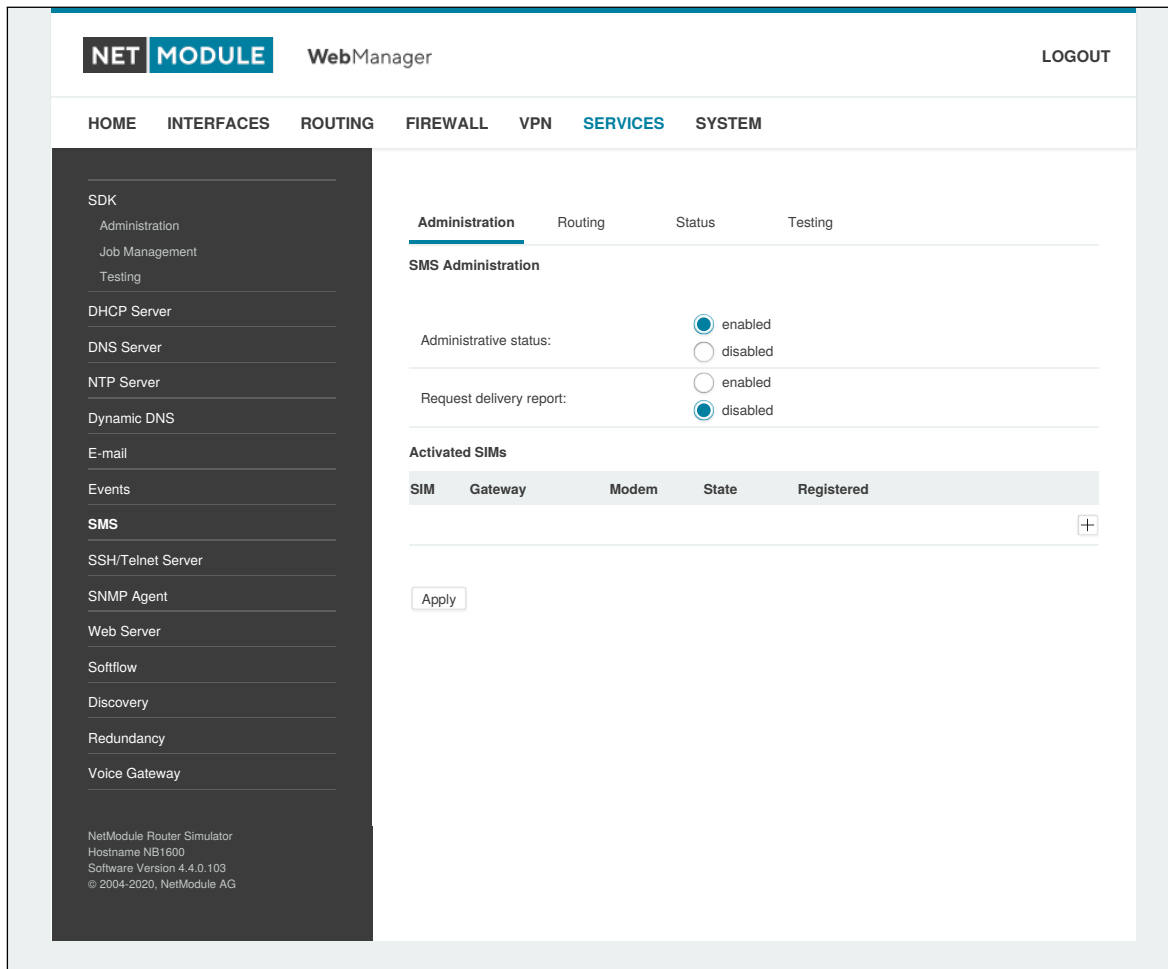 NET MODULE WebManager LOGOUT
HOME INTERFACES ROUTING FIREWALL VPN SERVICES SYSTEM
SDK
Administration
Job Management
Testing
DHCP Server
DNS Server
NTP Server
Dynamic DNS
E-mail
Events
SMS
SSH/Telnet Server
SNMP Agent
Web Server
Softflow
Discovery
Redundancy
Voice Gateway
NetModule Router Simulator
Hostname NB1600
Software Version 4.4.0.103
© 2004-2020, NetModule AG
Administration Routing Status Testing
SMS Administration
Administrative status:
enabled
disabled
Request delivery report:
enabled
disabled
Activated SIMs
SIM Gateway Modem State Registered
Apply